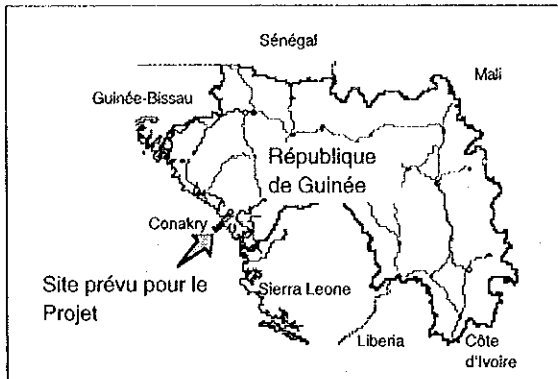 Sénégal
Mali
Guinée-Bissau
République
de Guinée
Conakry
Site prévu pour le
Projet
Sierra Leone
Liberia
Côte
d'Ivoire